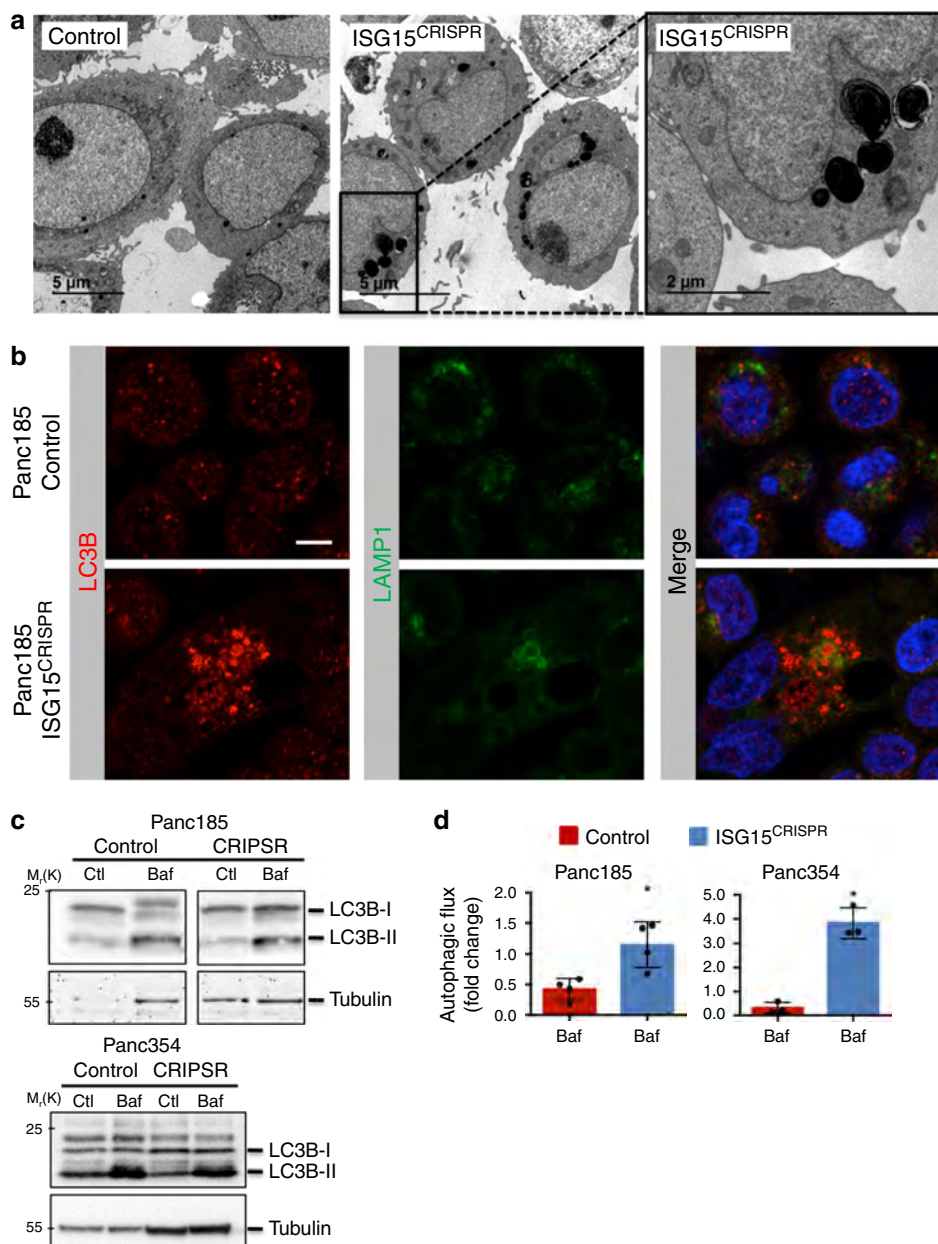 a
Control
ISG15CRISPR
ISG15CRISPR
5 µm
5 µm
2 µm
b
Panc185
Control
LC3B
LAMP1
Merge
Panc185
ISG15CRISPR
c
Panc185
Control CRIPSR
Mr(K) Ctl Baf Ctl Baf
25
LC3B-I
LC3B-II
55 Tubulin
Panc354
Control CRIPSR
Mr(K) Ctl Baf Ctl Baf
25
LC3B-I
LC3B-II
55 Tubulin
d
Control ISG15CRISPR
Panc185
Autophagic flux
(fold change)
2.0
1.5
1.0
0.5
0.0
Baf Baf
Panc354
5.0
4.0
3.0
2.0
1.0
0.0
Baf Baf